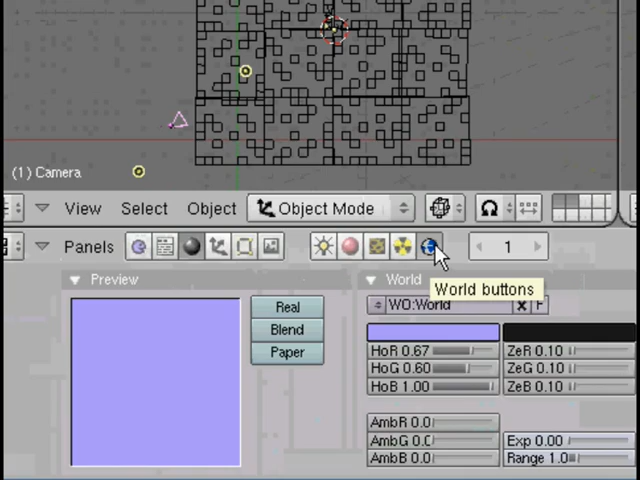 (1) Camera
View Select Object Object Mode
Panels 1
World buttons
Preview World
WO:World X F
Real
Blend
Paper
HoR 0.67 ZeR 0.10
HoG 0.60 ZeG 0.10
HoB 1.00 ZeB 0.10
AmbR 0.0
AmbG 0.0 Exp 0.00
AmbB 0.0 Range 1.0